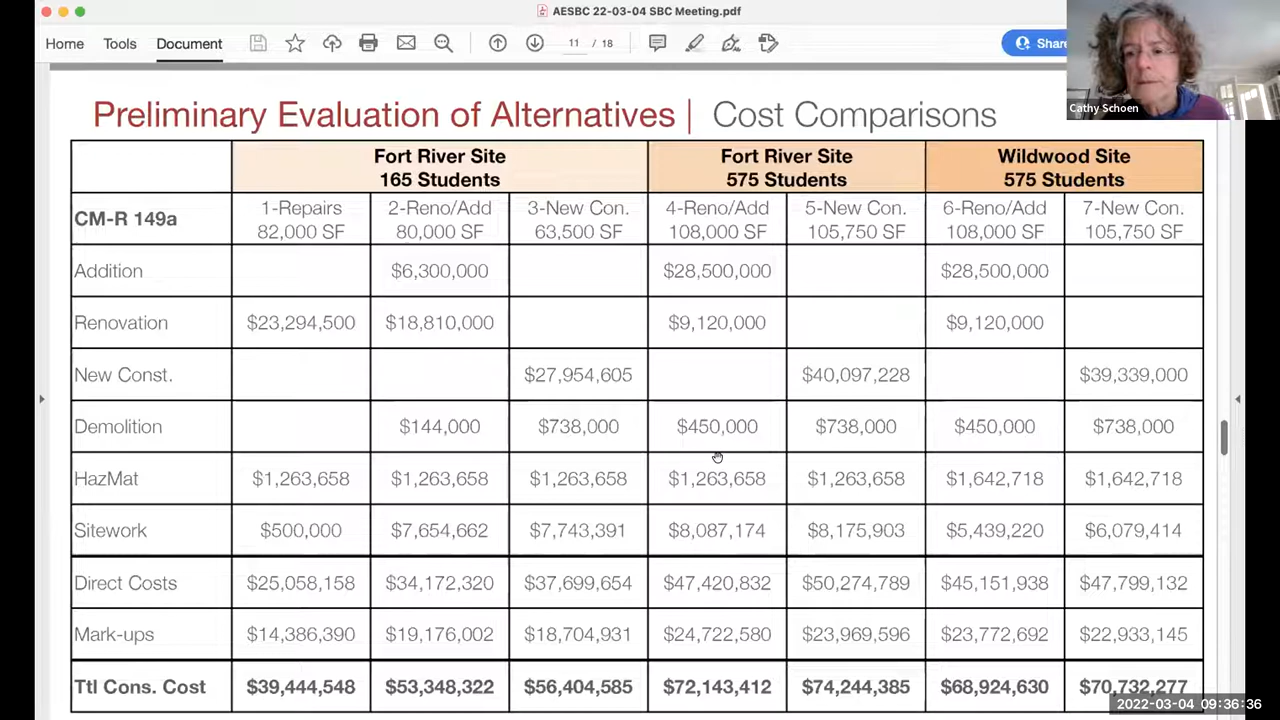 AESBC 22-03-04 SBC Meeting.pdf
Home Tools Document 11 / 18 Share
Cathy Schoen
Preliminary Evaluation of Alternatives | Cost Comparisons
Fort River Site 165 Students Fort River Site 575 Students Wildwood Site 575 Students
CM-R 149a 1-Repairs 82,000 SF 2-Reno/Add 80,000 SF 3-New Con. 63,500 SF 4-Reno/Add 108,000 SF 5-New Con. 105,750 SF 6-Reno/Add 108,000 SF 7-New Con. 105,750 SF
Addition $6,300,000 $28,500,000 $28,500,000
Renovation $23,294,500 $18,810,000 $9,120,000 $9,120,000
New Const. $27,954,605 $40,097,228 $39,339,000
Demolition $144,000 $738,000 $450,000 $738,000 $450,000 $738,000
HazMat $1,263,658 $1,263,658 $1,263,658 $1,263,658 $1,263,658 $1,642,718 $1,642,718
Sitework $500,000 $7,654,662 $7,743,391 $8,087,174 $8,175,903 $5,439,220 $6,079,414
Direct Costs $25,058,158 $34,172,320 $37,699,654 $47,420,832 $50,274,789 $45,151,938 $47,799,132
Mark-ups $14,386,390 $19,176,002 $18,704,931 $24,722,580 $23,969,596 $23,772,692 $22,933,145
Ttl Cons. Cost $39,444,548 $53,348,322 $56,404,585 $72,143,412 $74,244,385 $68,924,630 $70,732,277
2022-03-04 09:36:36